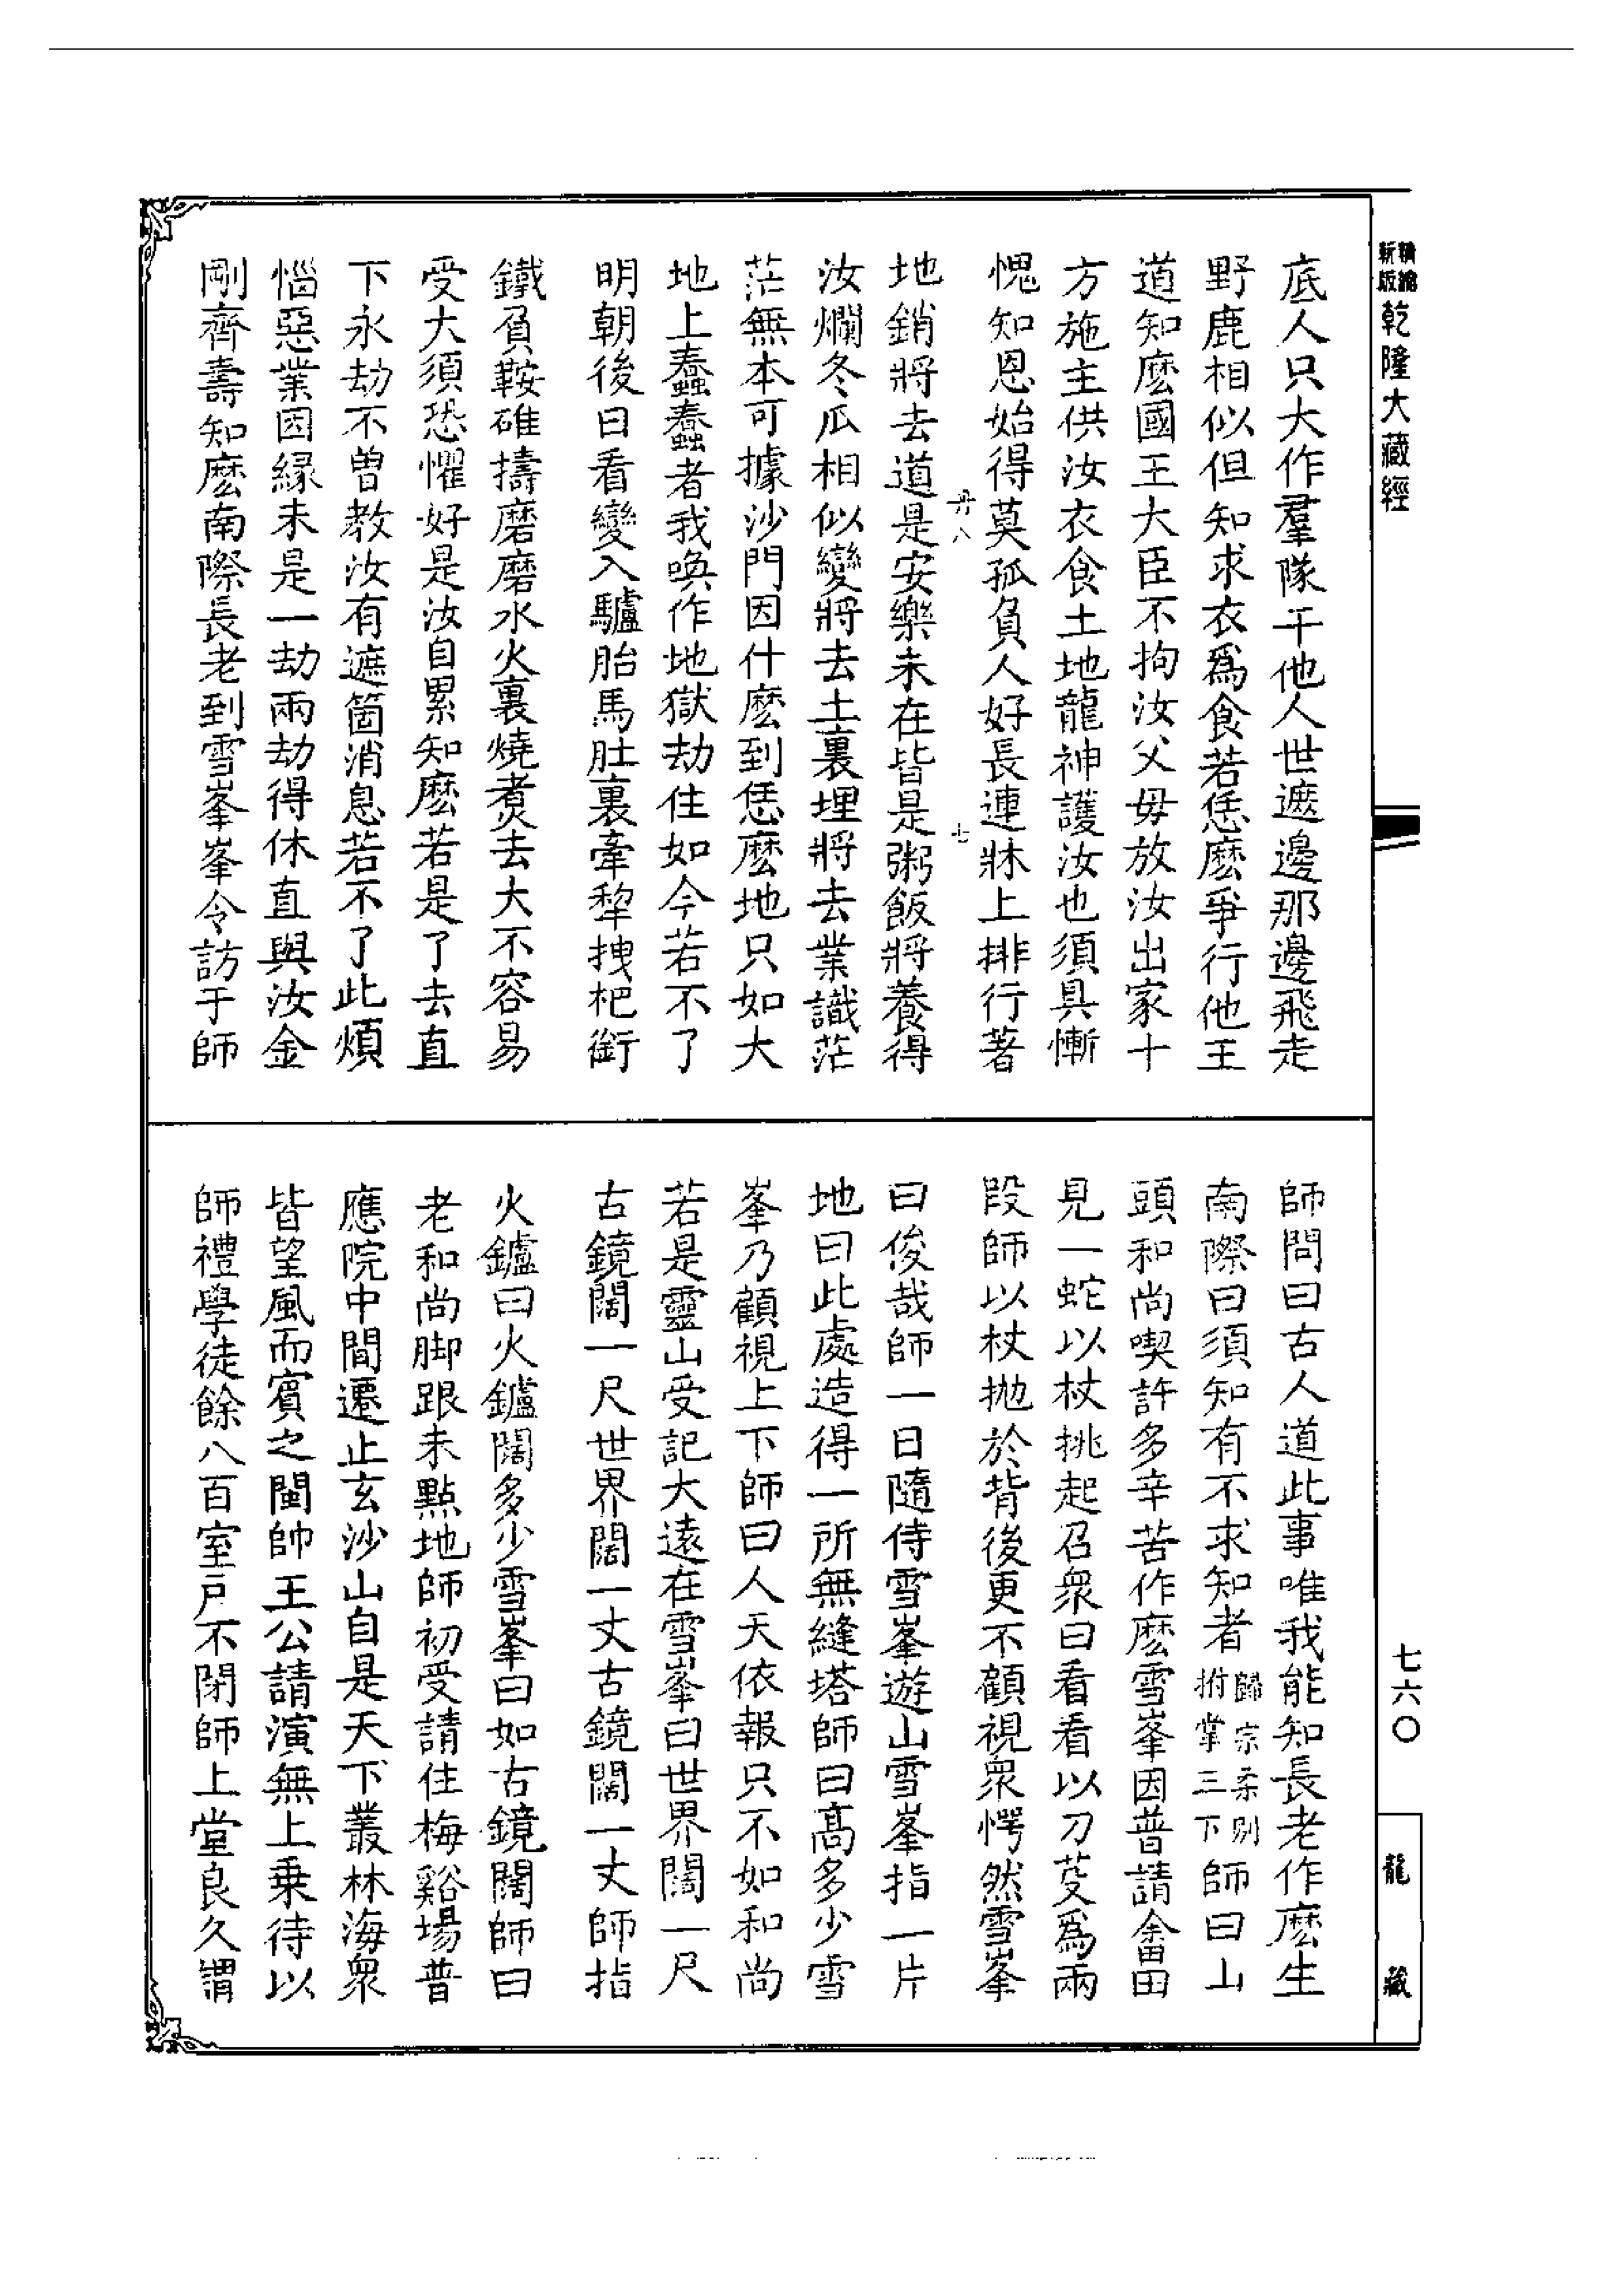 新版
乾隆大藏經
七六〇
龍藏
底人只大作羣隊干他人世遮邊那邊飛走
野鹿相似但知求衣爲食若恁麽爭行他王
道知麽國王大臣不拘汝父母放汝出家十
方施主供汝衣食土地龍神護汝也須具慚
愧知恩始得莫孤負人好長連牀上排行著
地銷將去道是安樂未在皆是粥飯將養得
汝爛冬瓜相似變將去土裏埋將去業識茫
茫無本可據沙門因什麽到恁麽地只如大
地上蠢蠢者我喚作地獄劫住如今若不了
明朝後日看變入驢胎馬肚裏牽犂拽杷銜
鐵負鞍碓擣磨磨水火裏燒煑去大不容易
受大須恐懼好是汝自累知麽若是了去直
下永劫不曾教汝有遮箇消息若不了此煩
惱惡業因緣未是一劫兩劫得休直與汝金
剛齊壽知麽南際長老到雪峯峯令訪于師
師問曰古人道此事唯我能知長老作麽生
南際曰須知有不求知者歸宗柔別拊掌三下師曰山
頭和尚喫許多辛苦作麽雪峯因普請畬田
見一蛇以杖挑起召衆曰看看以刀芟爲兩
段師以杖拋於背後更不顧視衆愕然雪峯
曰俊哉師一日隨侍雪峯遊山雪峯指一片
地曰此處造得一所無縫塔師曰髙多少雪
峯乃顧視上下師曰人天依報只不如和尚
若是靈山受記大遠在雪峯曰世界闊一尺
古鏡闊一尺世界闊一丈古鏡闊一丈師指
火鑪曰火鑪闊多少雪峯曰如古鏡闊師曰
老和尚脚跟未點地師初受請住梅谿場普
應院中間遷止玄沙山自是天下叢林海衆
皆望風而賓之閩帥王公請演無上乗待以
師禮學徒餘八百室戸不閉師上堂良久謂